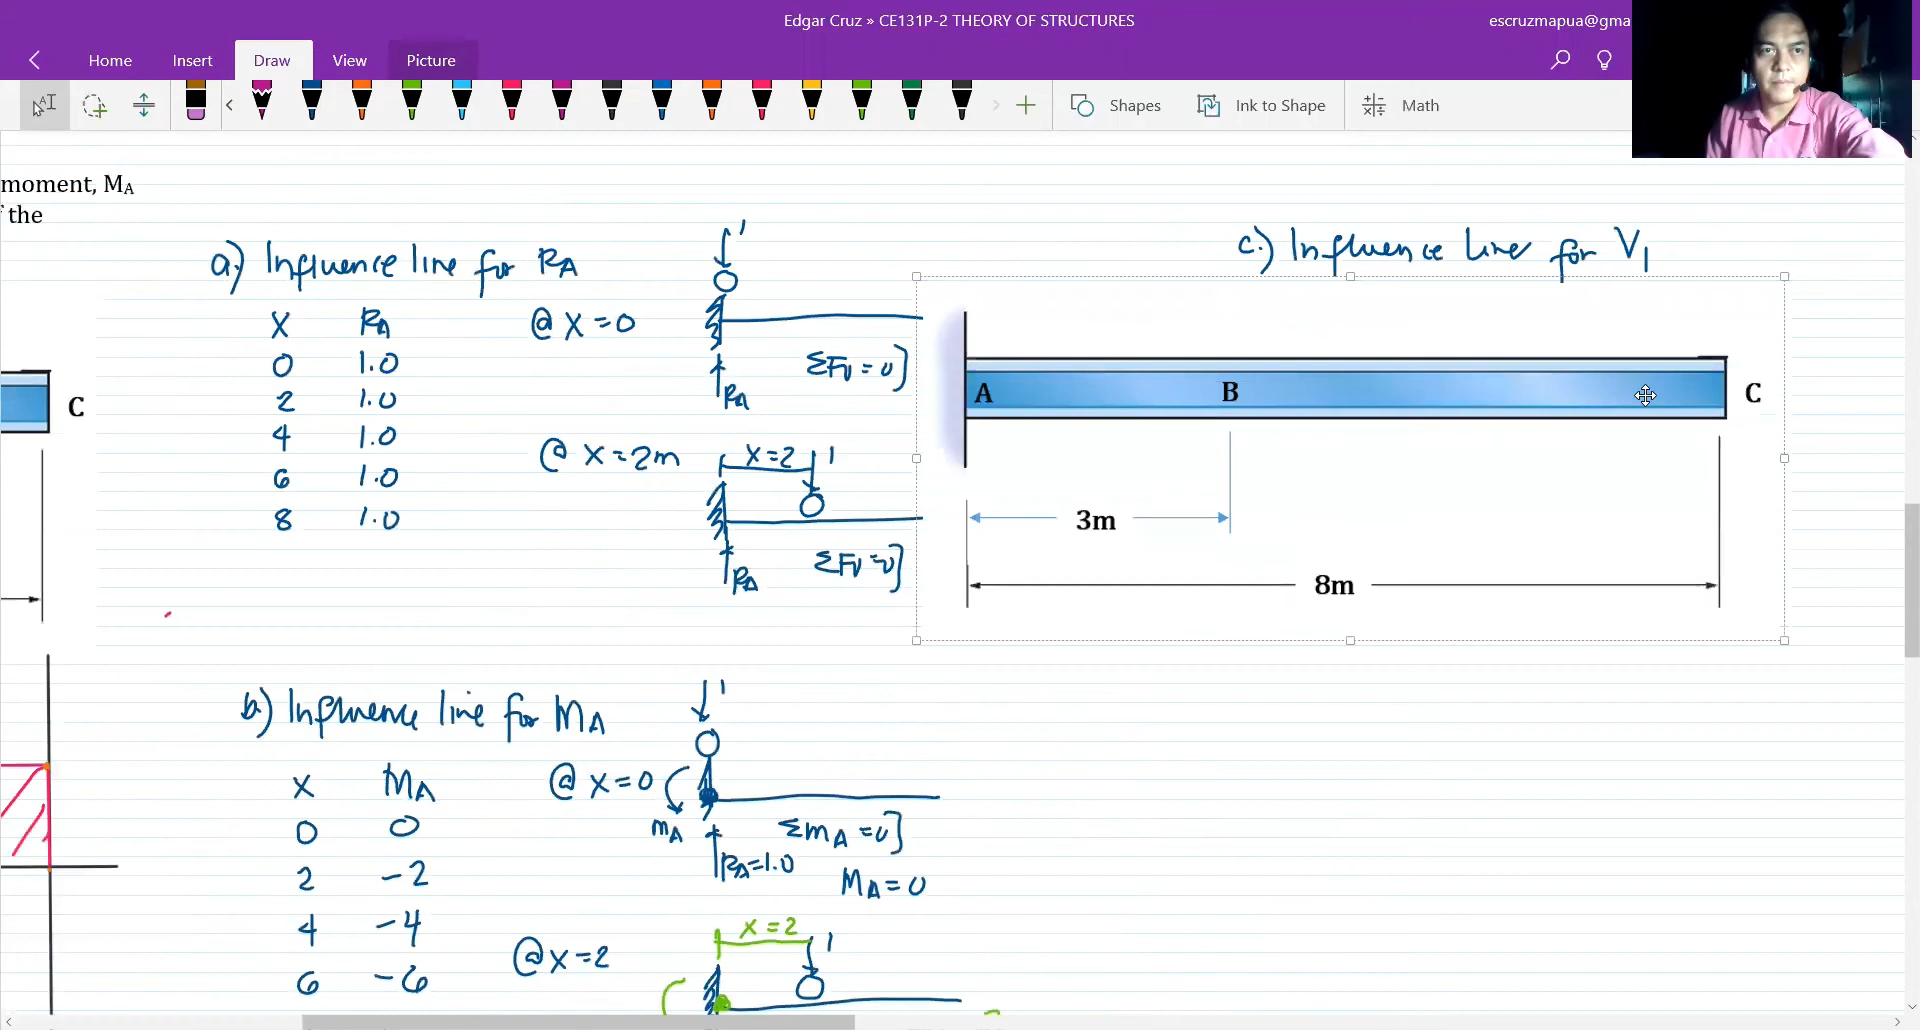 Edgar Cruz » CE131P-2 THEORY OF STRUCTURES
escruzmapua@gma
Home Insert Draw View Picture
Shapes Ink to Shape Math
moment, MA
the
C
a.) Influence line for RA
X RA
0 1.0
2 1.0
4 1.0
6 1.0
8 1.0
@ X = 0
1
ΣFV = 0]
RA
@ X = 2m
X = 2 1
ΣFV = 0]
RA
c.) Influence Line for V1
A B C
3m
8m
b.) Influence line for MA
X MA
0 0
2 -2
4 -4
6 -6
@ X = 0
1
MA
ΣMA = 0]
RA = 1.0
MA = 0
@ X = 2
X = 2 1